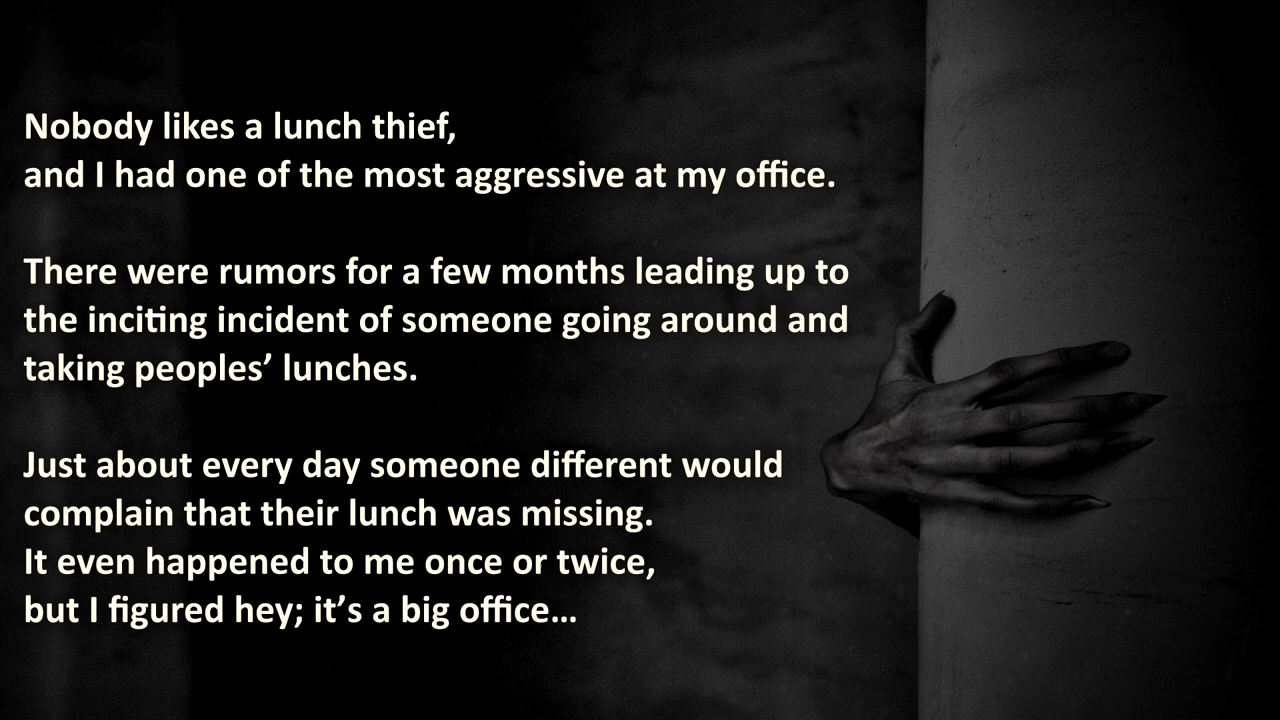 Nobody likes a lunch thief,
and I had one of the most aggressive at my office.
There were rumors for a few months leading up to
the inciting incident of someone going around and
taking peoples’ lunches.
Just about every day someone different would
complain that their lunch was missing.
It even happened to me once or twice,
but I figured hey; it’s a big office…